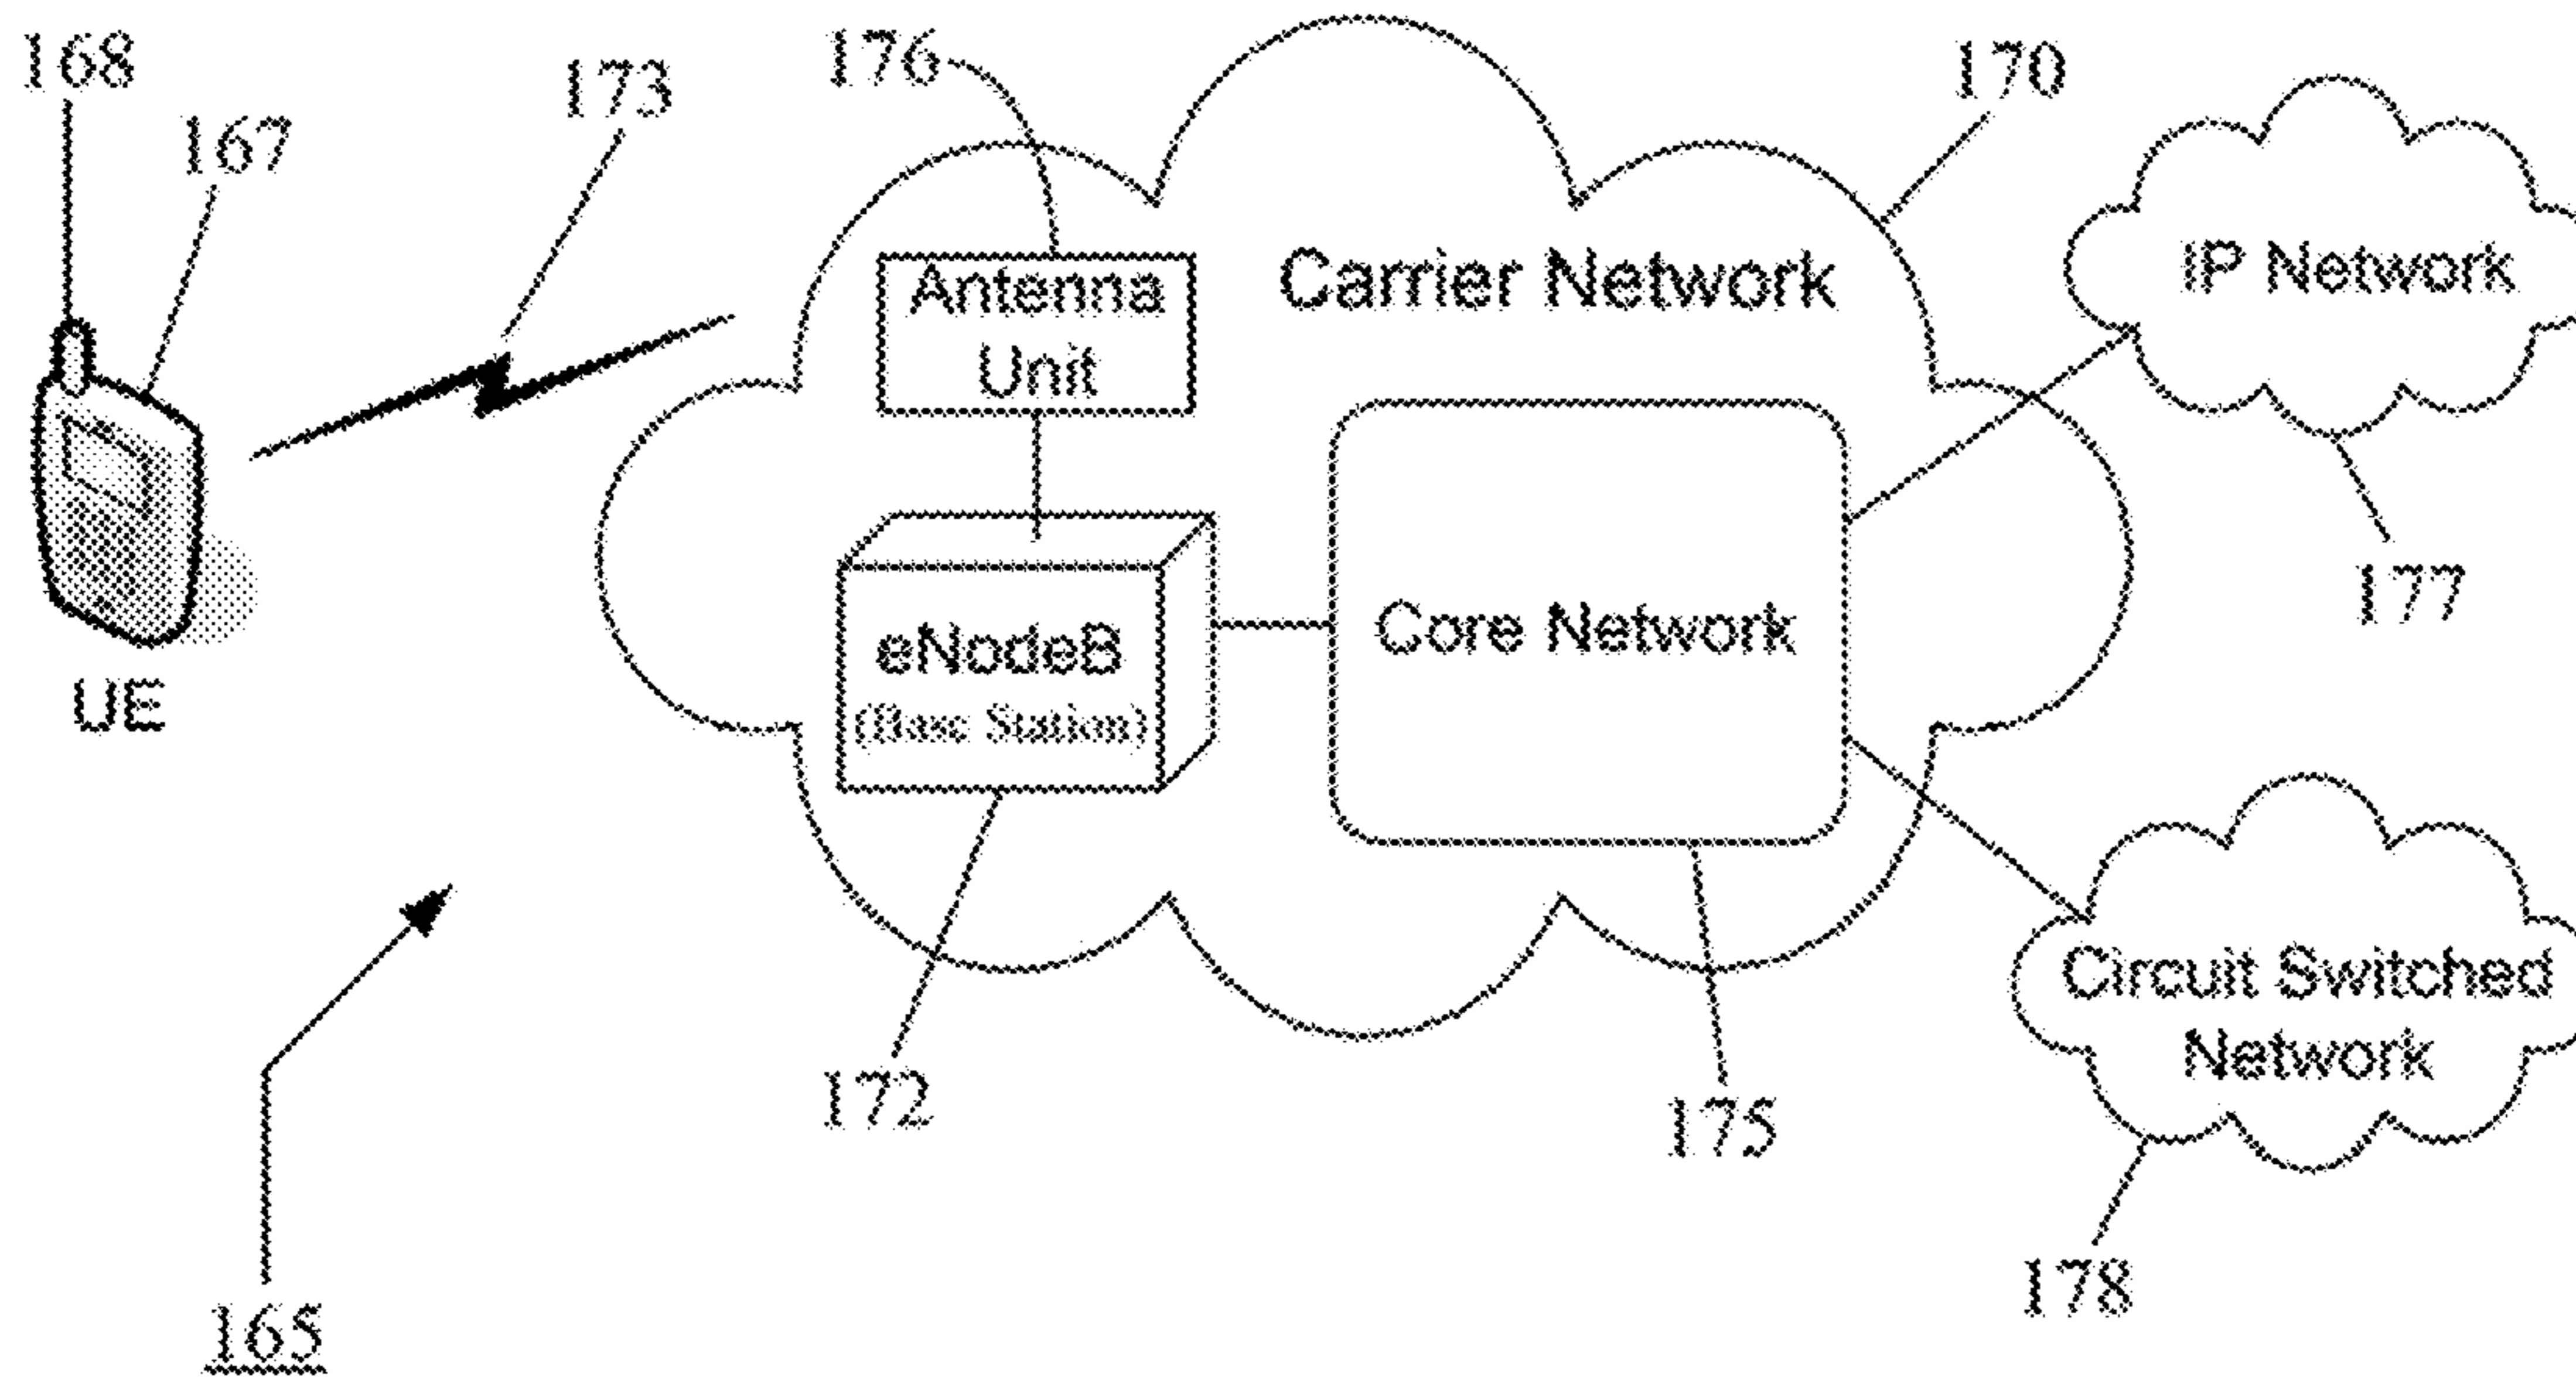 168
176
170
173
167
Antenna
Unit
Carrier Network
IP Network
177
Core Network
eNodeB
(Base Station)
UE
Circuit Switched
Network
172
175
178
165